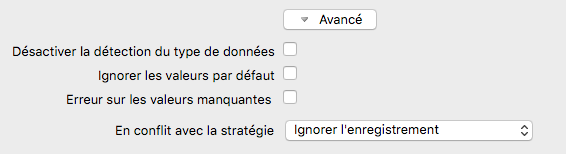 Avancé
Désactiver la détection du type de données
Ignorer les valeurs par défaut
Erreur sur les valeurs manquantes
En conflit avec la stratégie Ignorer l'enregistrement